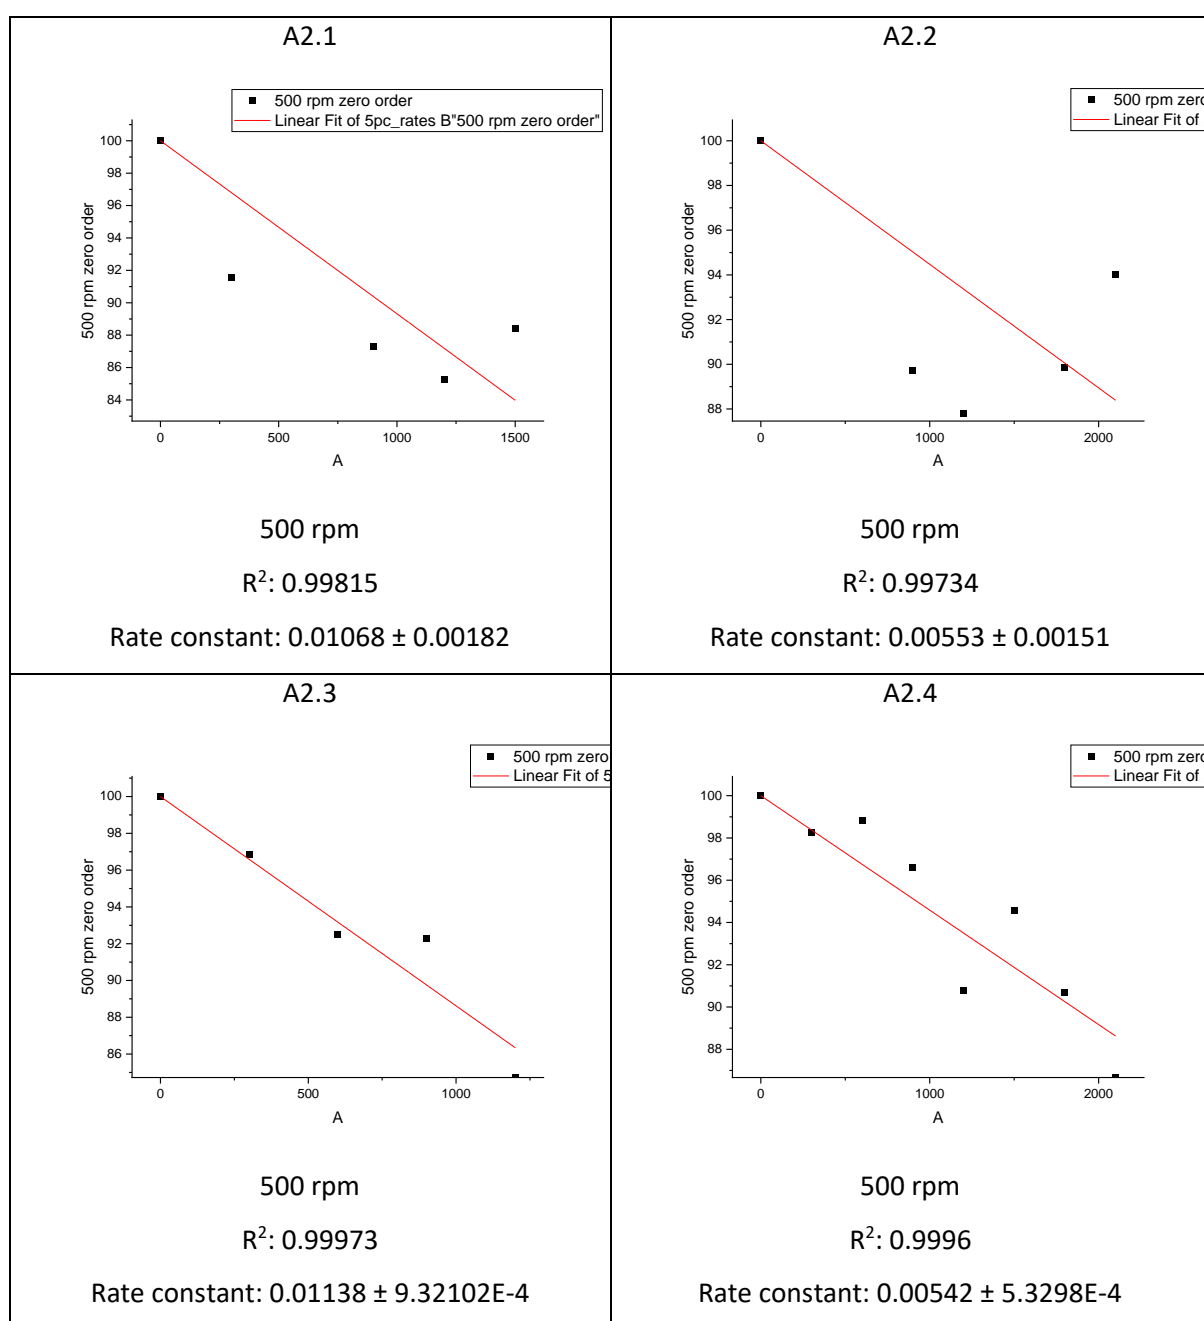 A2.1
500 rpm zero order
Linear Fit of 5pc_rates B"500 rpm zero order"
100
98
96
94
92
90
88
86
84
500 rpm zero order
0
500
1000
1500
A
500 rpm
R²: 0.99815
Rate constant: 0.01068 ± 0.00182
A2.2
500 rpm zero
Linear Fit of
100
98
96
94
92
90
88
500 rpm zero order
0
1000
2000
A
500 rpm
R²: 0.99734
Rate constant: 0.00553 ± 0.00151
A2.3
500 rpm zero
Linear Fit of 5
100
98
96
94
92
90
88
86
500 rpm zero order
0
500
1000
A
500 rpm
R²: 0.99973
Rate constant: 0.01138 ± 9.32102E-4
A2.4
500 rpm zero
Linear Fit of
100
98
96
94
92
90
88
500 rpm zero order
0
1000
2000
A
500 rpm
R²: 0.9996
Rate constant: 0.00542 ± 5.3298E-4